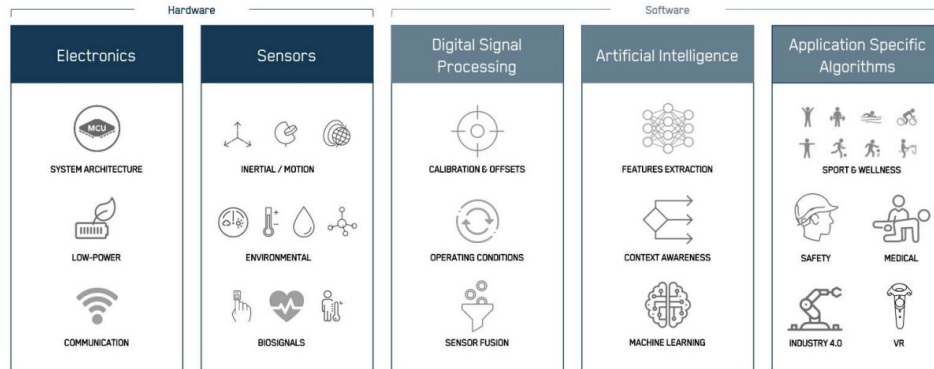 Hardware
Software
Electronics
Sensors
Digital Signal
Processing
Artificial Intelligence
Application Specific
Algorithms
MCU
SYSTEM ARCHITECTURE
INERTIAL / MOTION
CALIBRATION & OFFSETS
FEATURES EXTRACTION
SPORT & WELLNESS
LOW-POWER
ENVIRONMENTAL
OPERATING CONDITIONS
CONTEXT AWARENESS
SAFETY
MEDICAL
COMMUNICATION
BIOSIGNALS
SENSOR FUSION
MACHINE LEARNING
INDUSTRY 4.0
VR